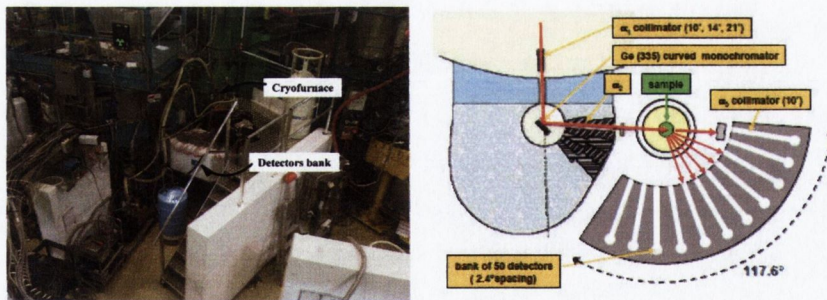 Cryofurnace
Detectors bank
α₁ collimator (10', 14', 21')
Ge (335) curved monochromator
α₂
sample
α₃ collimator (10')
bank of 50 detectors
( 2.4°spacing)
117.6°